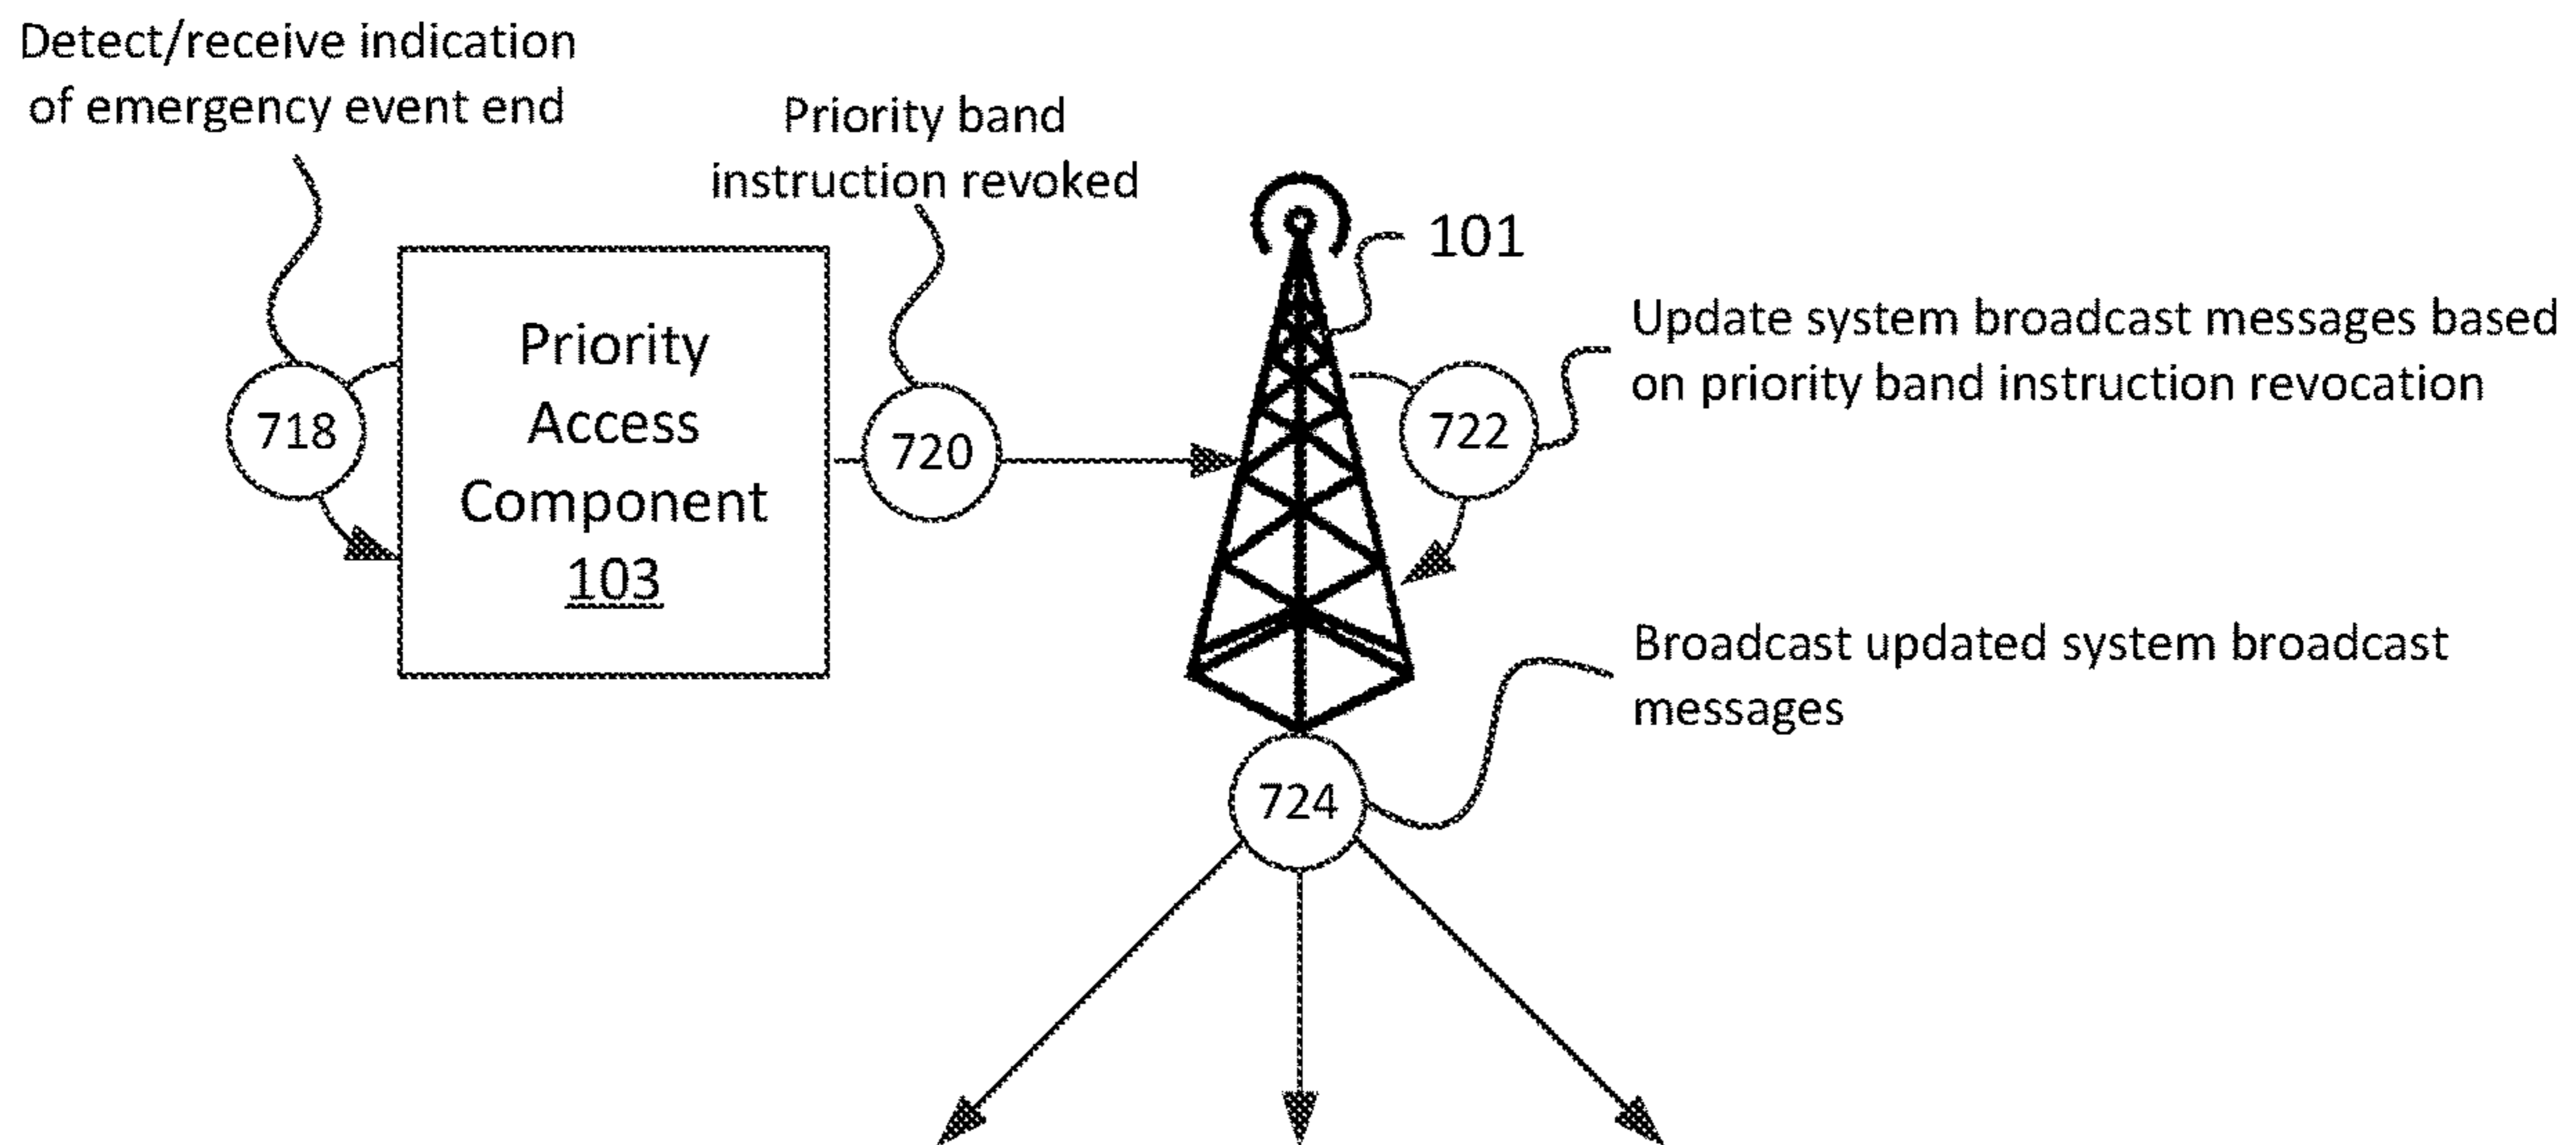 Detect/receive indication
of emergency event end
Priority band
instruction revoked
101
Update system broadcast messages based
on priority band instruction revocation
Priority
Access
Component
103
718
720
722
Broadcast updated system broadcast
messages
724